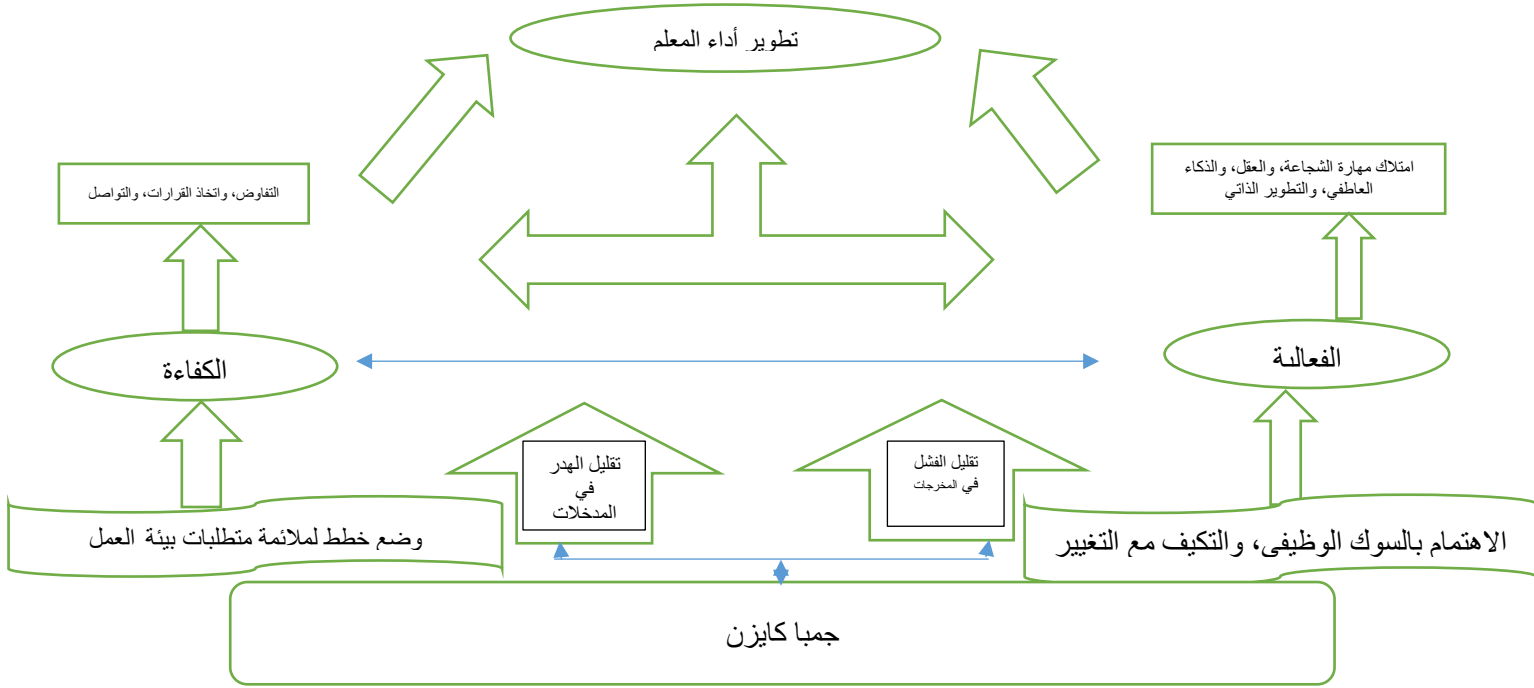 تطوير أداء المعلم
امتلاك مهارة الشجاعة، والعقل، والذكاء
العاطفي، والتطوير الذاتي
التفاوض، واتخاذ القرارات، والتواصل
الفعالية
الكفاءة
تقليل الفشل
في المخرجات
تقليل الهدر
في
المدخلات
الاهتمام بالسوك الوظيفى، والتكيف مع التغيير
وضع خطط لملائمة متطلبات بيئة العمل
جمبا كايزن